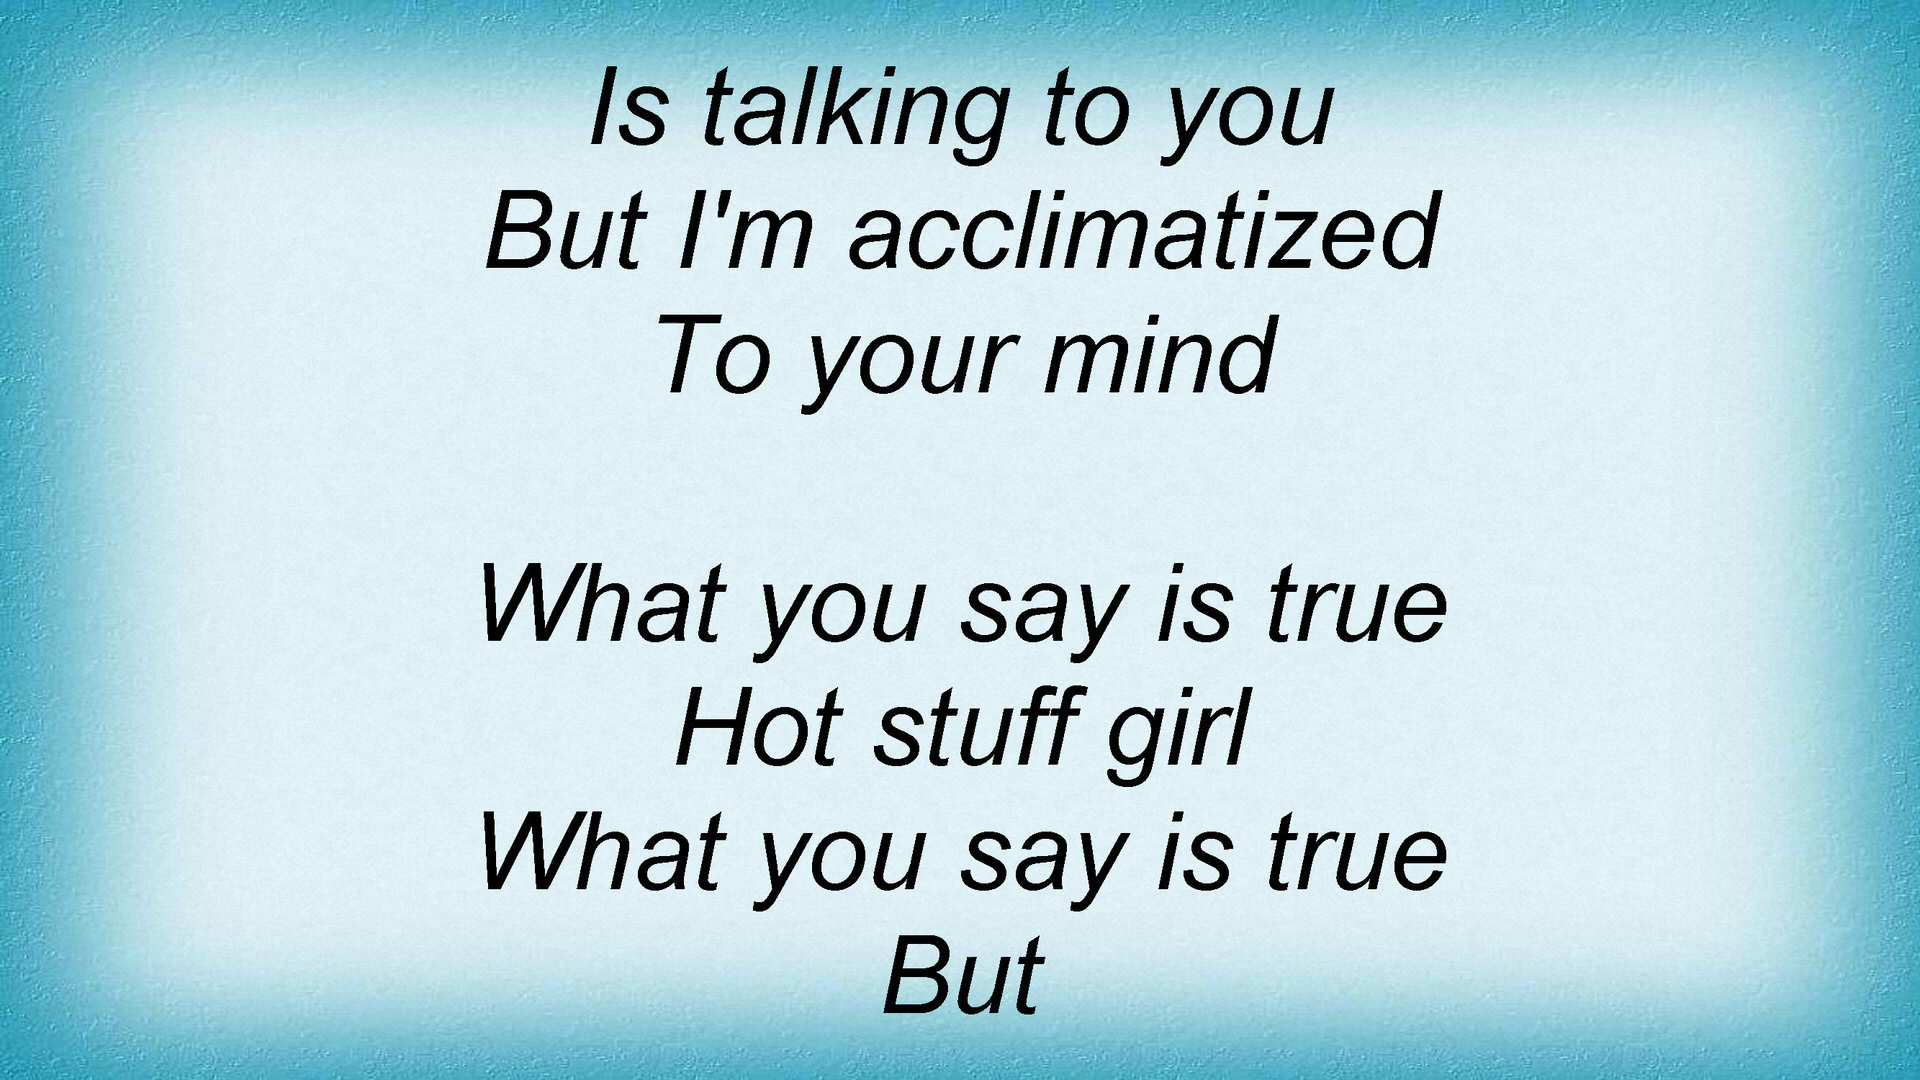 Is talking to you
But I'm acclimatized
To your mind
What you say is true
Hot stuff girl
What you say is true
But